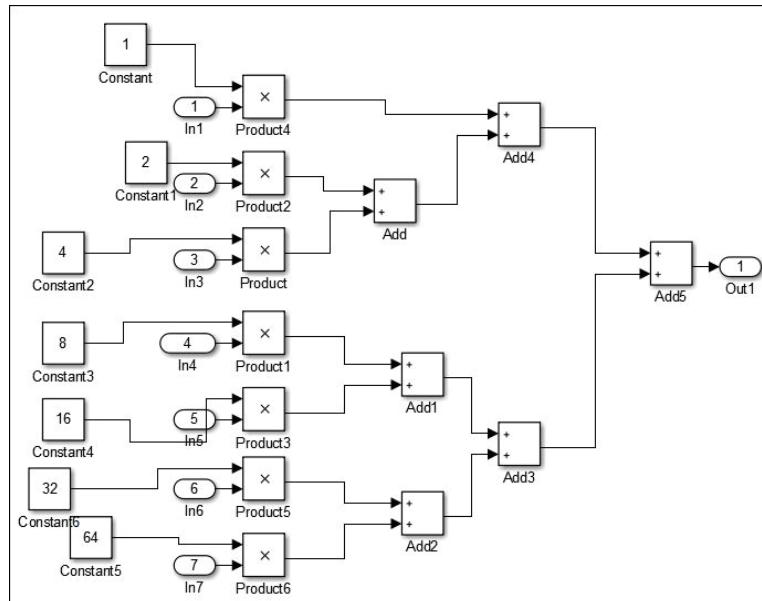 1
Constant
×
1
In1
Product4
+
+
Add4
2
Constant1
×
2
In2
Product2
+
+
Add
4
Constant2
×
3
In3
Product
+
+
Add5
1
Out1
8
Constant3
×
4
In4
Product1
+
+
Add1
16
Constant4
×
5
In5
Product3
+
+
Add3
32
Constant6
×
6
In6
Product5
+
+
Add2
64
Constant5
×
7
In7
Product6